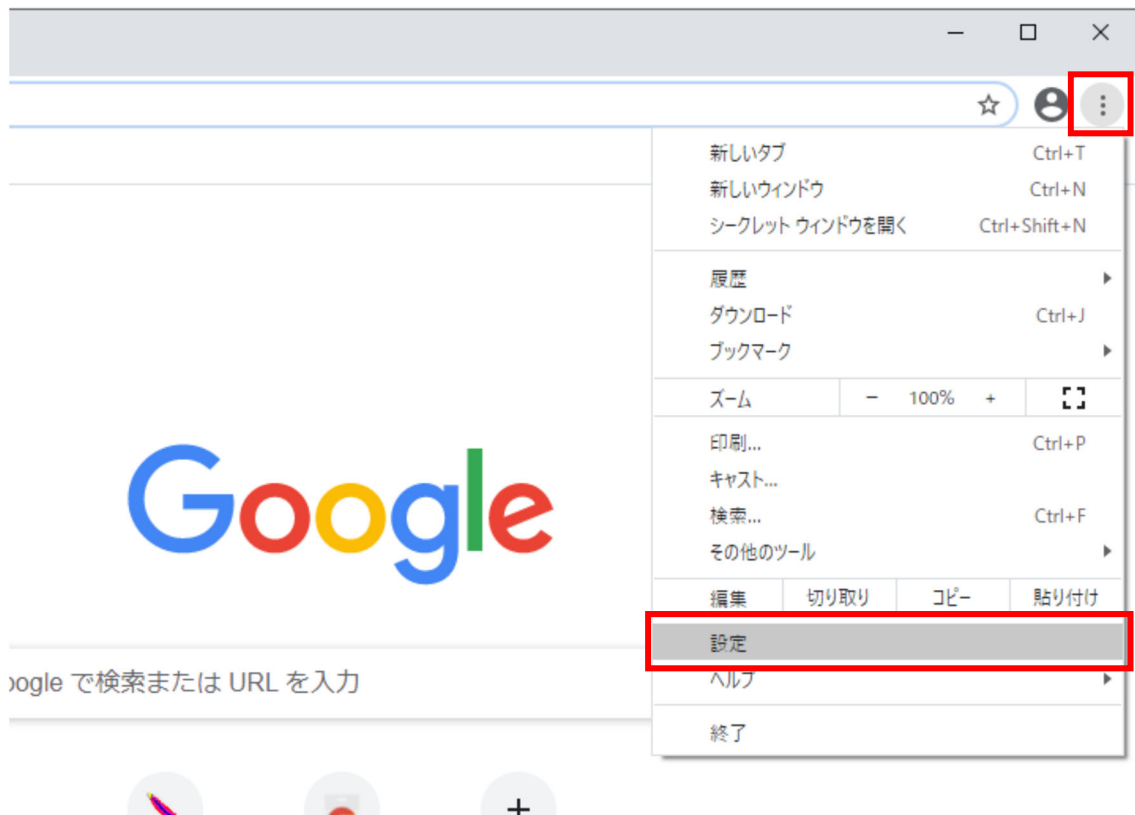 新しいタブ Ctrl+T
新しいウィンドウ Ctrl+N
シークレット ウィンドウを開く Ctrl+Shift+N
履歴
ダウンロード Ctrl+J
ブックマーク
ズーム － 100% +
印刷... Ctrl+P
キャスト...
検索... Ctrl+F
その他のツール
編集 切り取り コピー 貼り付け
設定
ヘルプ
終了
Google
oogle で検索または URL を入力